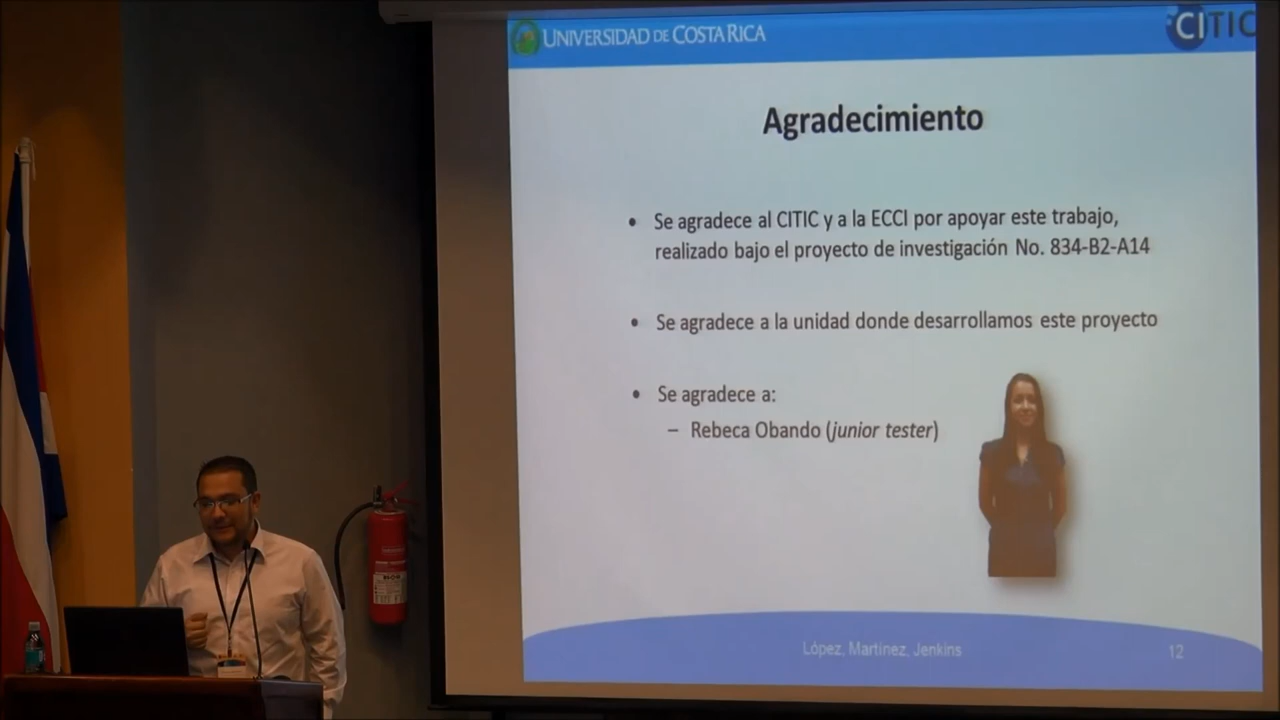 UNIVERSIDAD DE COSTA RICA
CITIC
Agradecimiento
• Se agradece al CITIC y a la ECCI por apoyar este trabajo,
realizado bajo el proyecto de investigación No. 834-B2-A14
• Se agradece a la unidad donde desarrollamos este proyecto
• Se agradece a:
– Rebeca Obando (junior tester)
López, Martínez, Jenkins
12